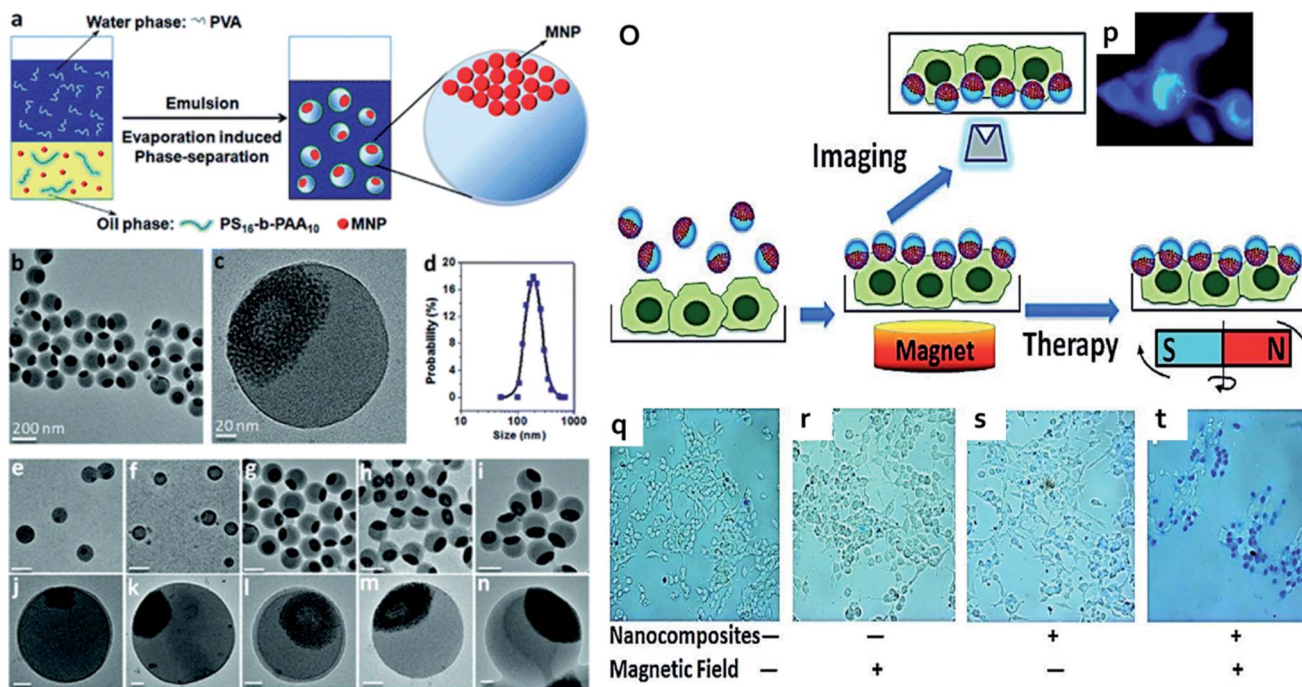 a
Water phase: PVA
Emulsion
Evaporation induced
Phase-separation
MNP
Oil phase: PS₁₆-b-PAA₁₀ MNP
b
200 nm
c
20 nm
d
Probability (%)
20
16
12
8
4
0
10 100 1000
Size (nm)
e
f
g
h
i
j
k
l
m
n
O
p
Imaging
Magnet
Therapy
S N
q
r
s
t
Nanocomposites — — + +
Magnetic Field — + — +